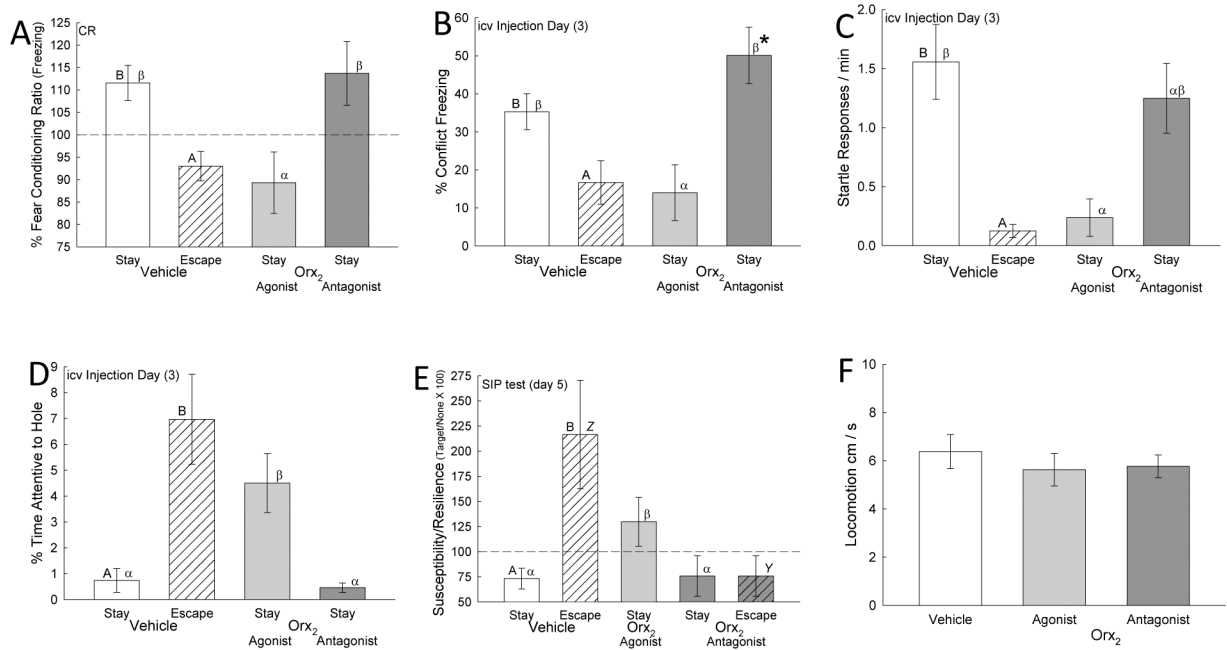 A
CR
% Fear Conditioning Ratio (Freezing)
125
120
115
110
105
100
95
90
85
80
75
B β
A
α
β
Stay
Escape
Stay
Stay
Vehicle
Orx2
Agonist
Antagonist
B
icv Injection Day (3)
% Conflict Freezing
60
50
40
30
20
10
0
B β
A
α
β*
Stay
Escape
Stay
Stay
Vehicle
Orx2
Agonist
Antagonist
C
icv Injection Day (3)
Startle Responses / min
1.5
1.0
0.5
0.0
B β
A
α
αβ
Stay
Escape
Stay
Stay
Vehicle
Orx2
Agonist
Antagonist
D
icv Injection Day (3)
% Time Attentive to Hole
9
8
7
6
5
4
3
2
1
0
A α
B
β
α
Stay
Escape
Stay
Stay
Vehicle
Orx2
Agonist
Antagonist
E
SIP test (day 5)
Susceptibility/Resilience (Target/None X 100)
275
250
225
200
175
150
125
100
75
50
A α
B Z
β
α
Y
Stay
Escape
Stay
Stay
Escape
Vehicle
Orx2
Orx2
Agonist
Antagonist
F
Locomotion cm / s
10
8
6
4
2
0
Vehicle
Agonist
Antagonist
Orx2